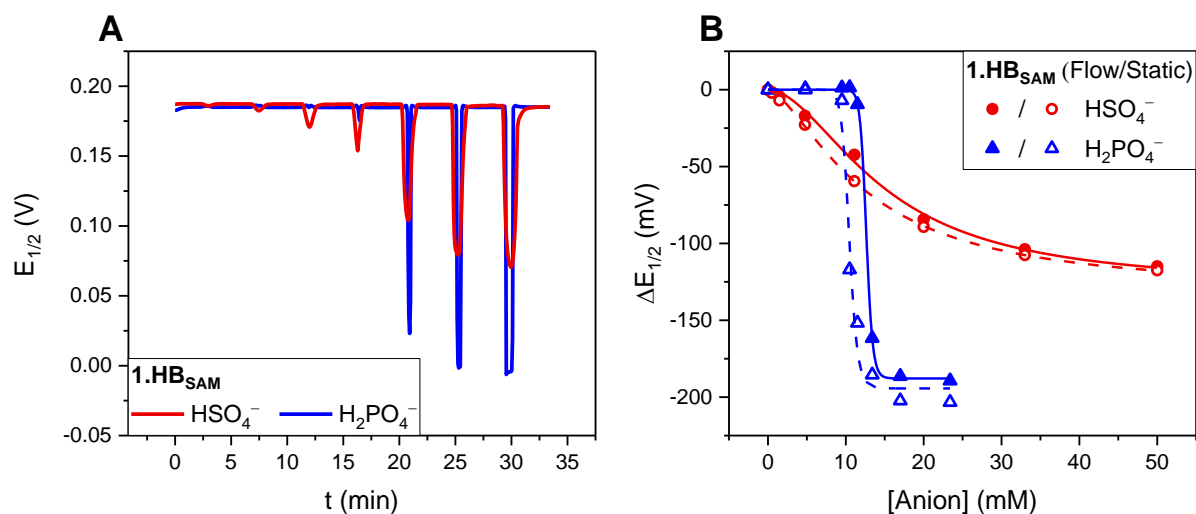 A
E1/2 (V)
0.20
0.15
0.10
0.05
0.00
-0.05
1.HBSAM
HSO4− H2PO4−
0 5 10 15 20 25 30 35
t (min)
B
ΔE1/2 (mV)
0
-50
-100
-150
-200
1.HBSAM (Flow/Static)
/ HSO4−
/ H2PO4−
0 10 20 30 40 50
[Anion] (mM)